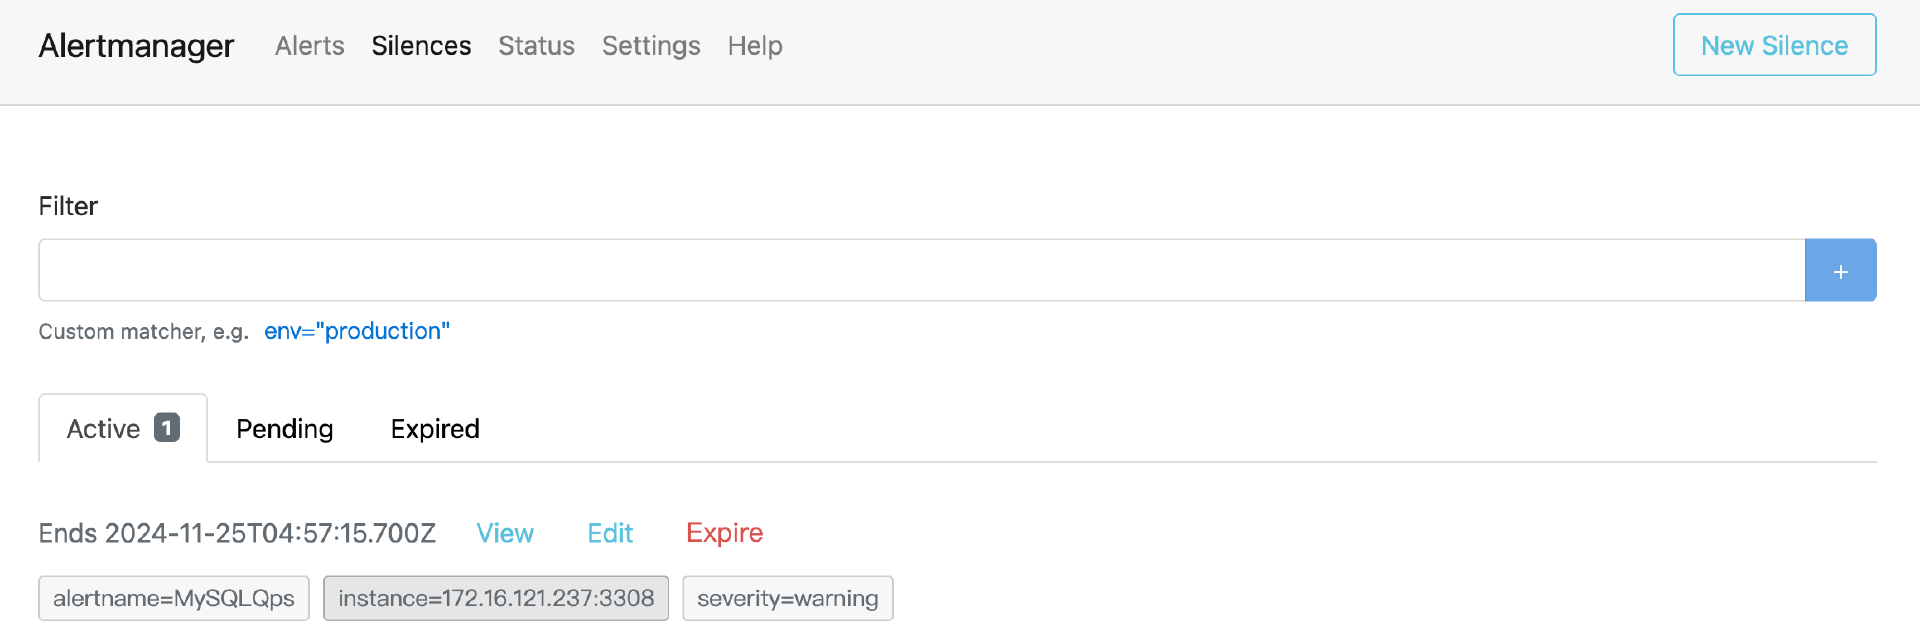 Alertmanager Alerts Silences Status Settings Help New Silence
Filter
+
Custom matcher, e.g. env="production"
Active 1 Pending Expired
Ends 2024-11-25T04:57:15.700Z View Edit Expire
alertname=MySQLQps instance=172.16.121.237:3308 severity=warning